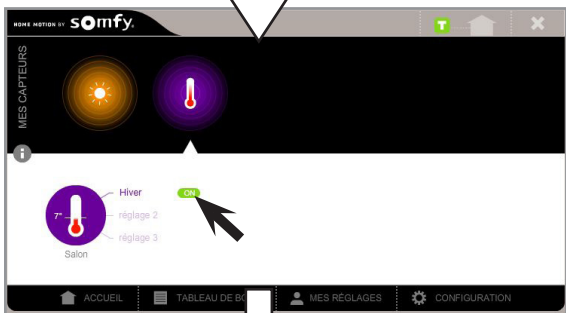 HOME MOTION BY somfy.
T
MES CAPTEURS
i
7°
Hiver
ON
réglage 2
réglage 3
Salon
ACCUEIL
TABLEAU DE
MES RÉGLAGES
CONFIGURATION